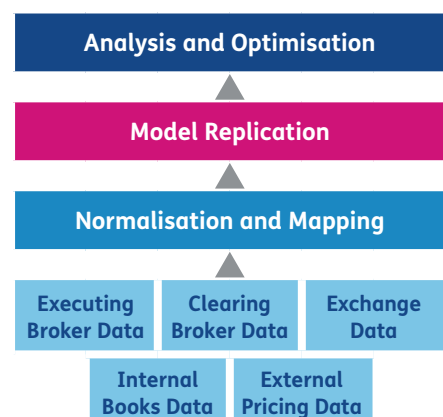 Analysis and Optimisation
Model Replication
Normalisation and Mapping
Executing
Broker Data
Clearing
Broker Data
Exchange
Data
Internal
Books Data
External
Pricing Data